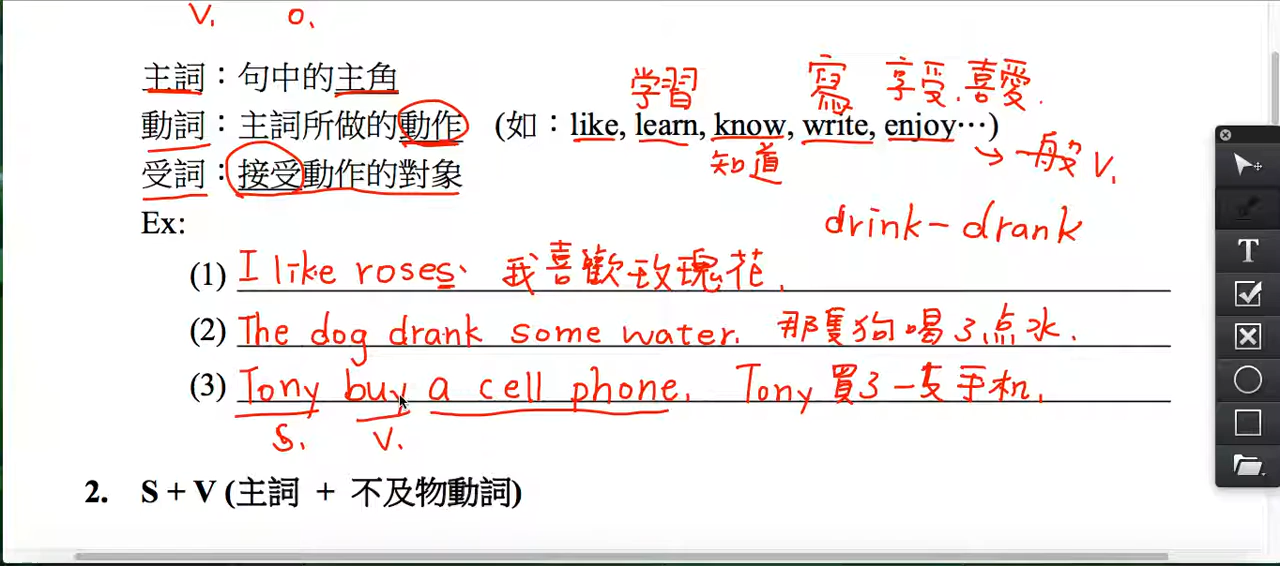 V. O.
主詞：句中的主角
学習 寫 享受.喜愛.
動詞：主詞所做的動作 (如：like, learn, know, write, enjoy⋯)
知道 一般V.
受詞：接受動作的對象
Ex: drink-drank
(1) I like roses. 我喜歡玫瑰花.
(2) The dog drank some water. 那隻狗喝了点水.
(3) Tony buy a cell phone. Tony 買了一支手机.
S. V.
2. S + V (主詞 + 不及物動詞)
T